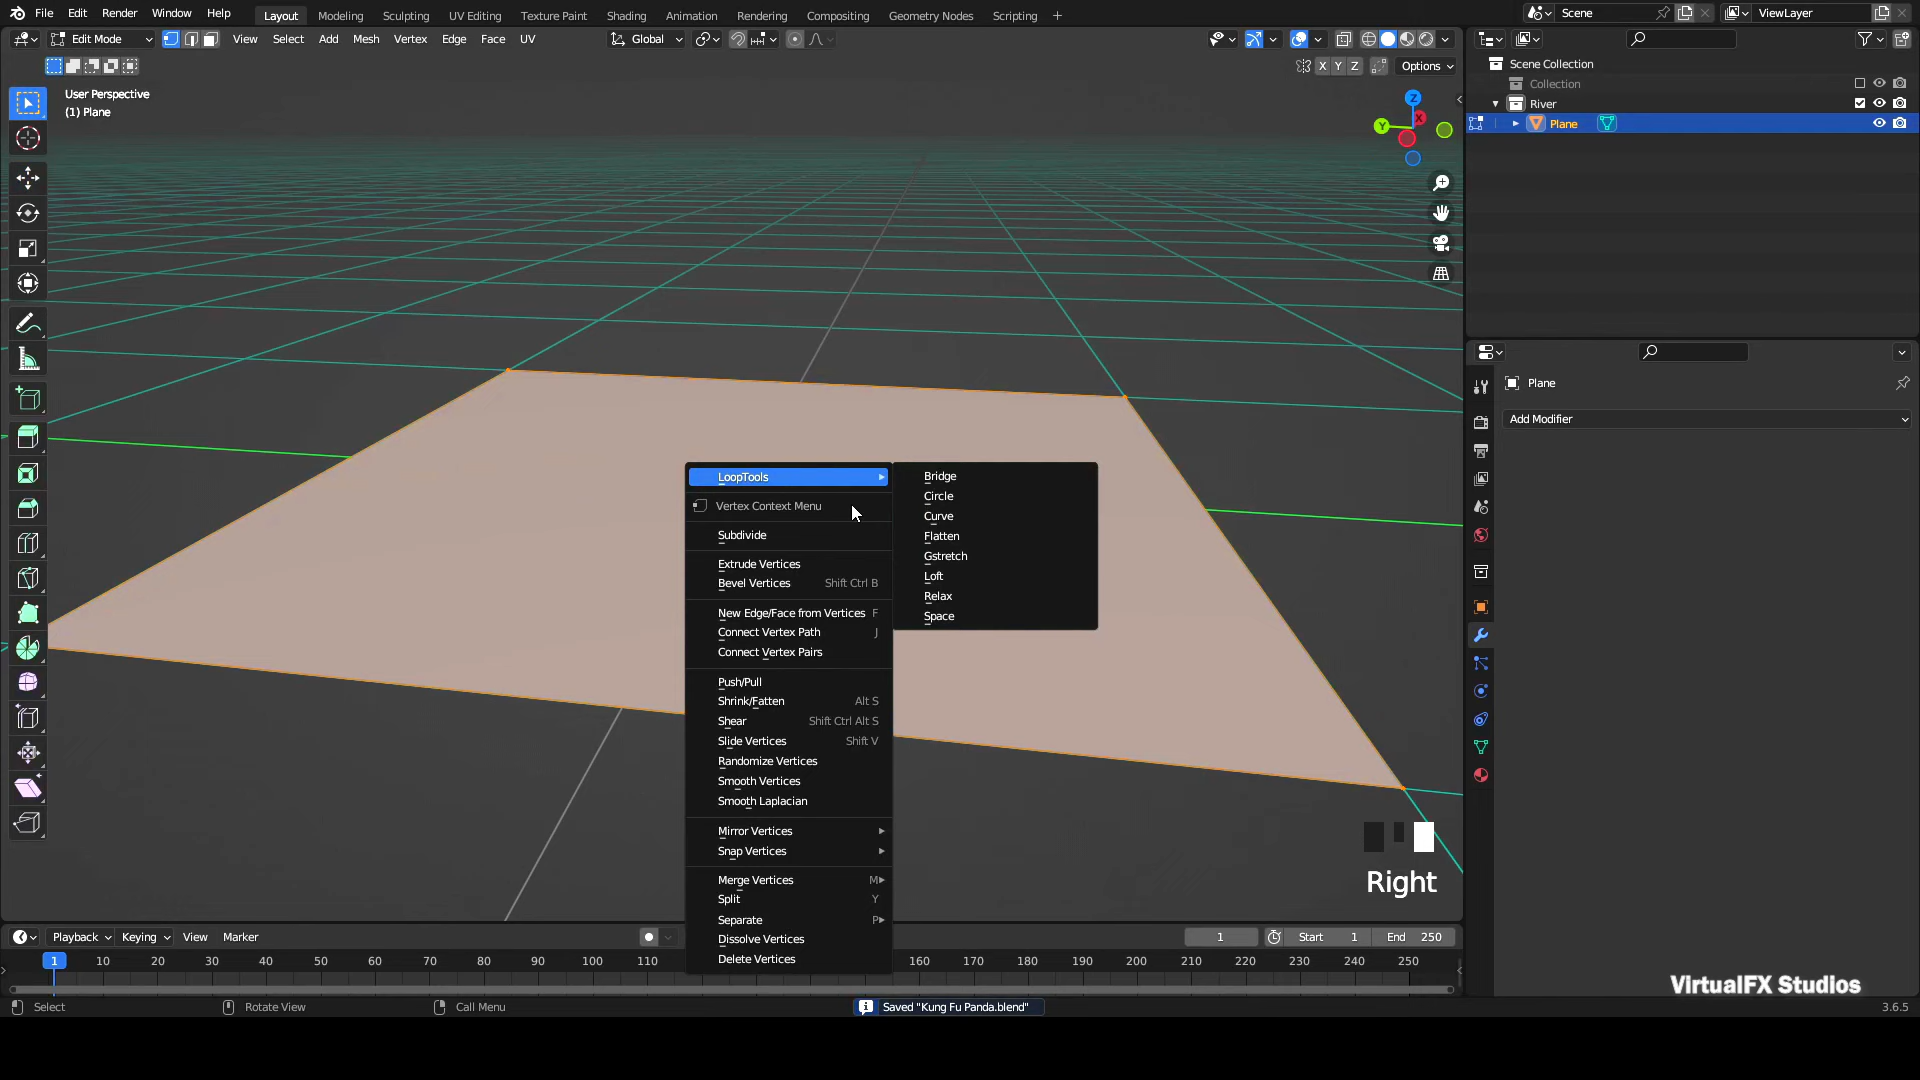 File Edit Render Window Help Layout Modeling Sculpting UV Editing Texture Paint Shading Animation Rendering Compositing Geometry Nodes Scripting + Scene ViewLayer
Edit Mode View Select Add Mesh Vertex Edge Face UV Global
X Y Z Options
User Perspective
(1) Plane
Z
Y X
Scene Collection
Collection
River
Plane
Plane
Add Modifier
LoopTools
Vertex Context Menu
Subdivide
Extrude Vertices
Bevel Vertices Shift Ctrl B
New Edge/Face from Vertices F
Connect Vertex Path J
Connect Vertex Pairs
Push/Pull
Shrink/Fatten Alt S
Shear Shift Ctrl Alt S
Slide Vertices Shift V
Randomize Vertices
Smooth Vertices
Smooth Laplacian
Mirror Vertices
Snap Vertices
Merge Vertices M
Split Y
Separate P
Dissolve Vertices
Delete Vertices
Bridge
Circle
Curve
Flatten
Gstretch
Loft
Relax
Space
Right
Playback Keying View Marker 1 Start 1 End 250
1 10 20 30 40 50 60 70 80 90 100 110 160 170 180 190 200 210 220 230 240 250
VirtualFX Studios
Select Rotate View Call Menu Saved "Kung Fu Panda.blend" 3.6.5